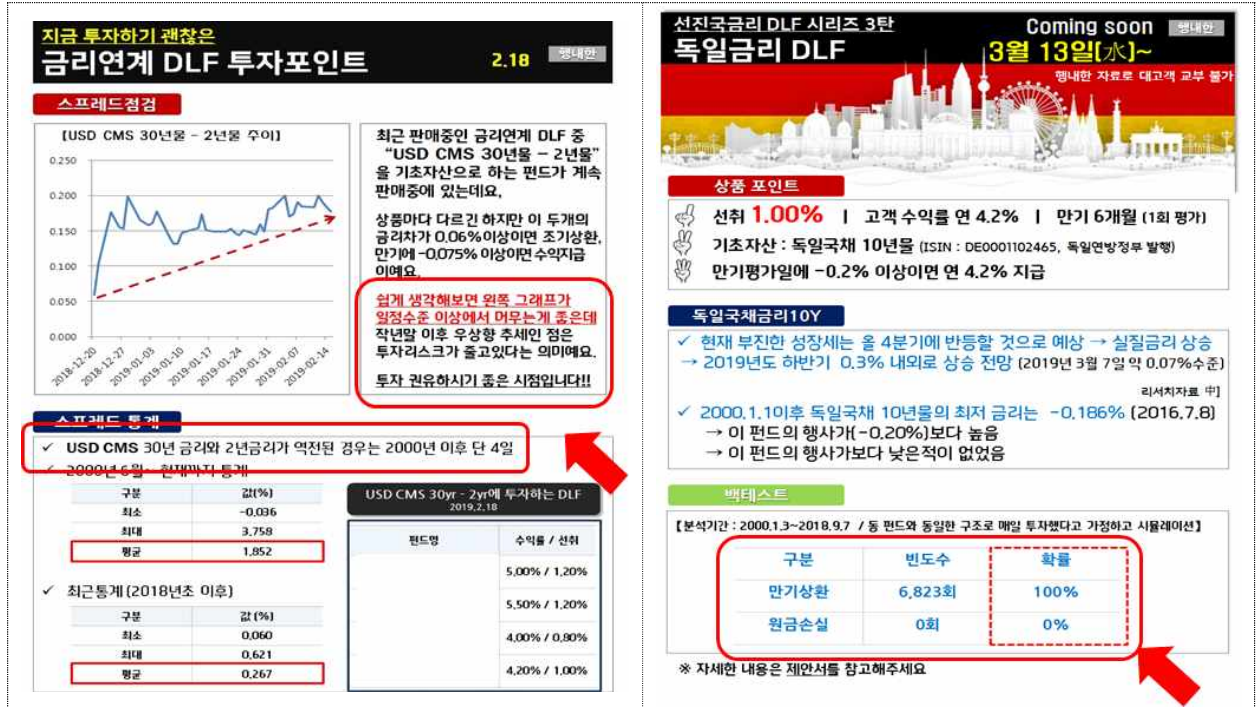 지금 투자하기 괜찮은
금리연계 DLF 투자포인트
2.18
행내한
스프레드점검
[USD CMS 30년물 - 2년물 추이]
0.250
0.200
0.150
0.100
0.050
0.000
2018-12-20
2018-12-27
2019-01-03
2019-01-10
2019-01-17
2019-01-24
2019-01-31
2019-02-07
2019-02-14
최근 판매중인 금리연계 DLF 중
“USD CMS 30년물 – 2년물”
을 기초자산으로 하는 펀드가 계속
판매중에 있는데요,
상품마다 다르긴 하지만 이 두개의
금리차가 0.06%이상이면 조기상환,
만기에 -0.075% 이상이면 수익지급
이예요.
쉽게 생각해보면 왼쪽 그래프가
일정수준 이상에서 머무는게 좋은데
작년말 이후 우상향 추세인 점은
투자리스크가 줄고있다는 의미예요.
투자 권유하시기 좋은 시점입니다!!
스프레드 통계
✓ USD CMS 30년 금리와 2년금리가 역전된 경우는 2000년 이후 단 4일
✓ 2000년 6월~ 현재까지 통계
구분 값(%)
최소 -0,036
최대 3,758
평균 1,852
✓ 최근통계 (2018년초 이후)
구분 값 (%)
최소 0,060
최대 0,621
평균 0,267
USD CMS 30yr - 2yr에 투자하는 DLF
2019,2,18
펀드명 수익률 / 선취
5,00% / 1,20%
5,50% / 1,20%
4,00% / 0,80%
4,20% / 1,00%
선진국금리 DLF 시리즈 3탄
독일금리 DLF
Coming soon
행내한
3월 13일[水]~
행내한 자료로 대고객 교부 불가
상품 포인트
선취 1.00% | 고객 수익률 연 4.2% | 만기 6개월 (1회 평가)
기초자산 : 독일국채 10년물 (ISIN : DE0001102465, 독일연방정부 발행)
만기평가일에 -0.2% 이상이면 연 4.2% 지급
독일국채금리10Y
✓ 현재 부진한 성장세는 올 4분기에 반등할 것으로 예상 → 실질금리 상승
→ 2019년도 하반기 0.3% 내외로 상승 전망 (2019년 3월 7일 약 0.07%수준)
리서치자료 中]
✓ 2000.1.1이후 독일국채 10년물의 최저 금리는 -0.186% (2016.7.8)
→ 이 펀드의 행사가(-0.20%)보다 높음
→ 이 펀드의 행사가보다 낮은적이 없었음
백테스트
【분석기간 : 2000.1.3~2018.9.7 / 동 펀드와 동일한 구조로 매일 투자했다고 가정하고 시뮬레이션】
구분 빈도수 확률
만기상환 6,823회 100%
원금손실 0회 0%
※ 자세한 내용은 제안서를 참고해주세요